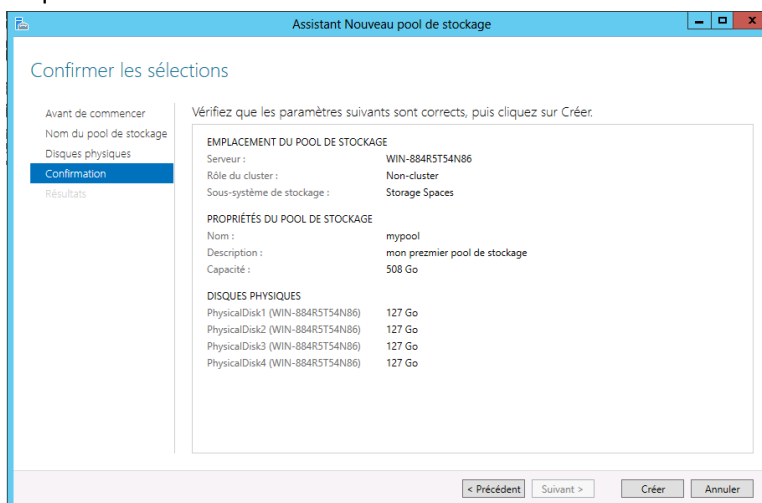 Assistant Nouveau pool de stockage
Confirmer les sélections
Avant de commencer
Nom du pool de stockage
Disques physiques
Confirmation
Résultats
Vérifiez que les paramètres suivants sont corrects, puis cliquez sur Créer.
EMPLACEMENT DU POOL DE STOCKAGE
Serveur : WIN-884R5T54N86
Rôle du cluster : Non-cluster
Sous-système de stockage : Storage Spaces
PROPRIÉTÉS DU POOL DE STOCKAGE
Nom : mypool
Description : mon prezmier pool de stockage
Capacité : 508 Go
DISQUES PHYSIQUES
PhysicalDisk1 (WIN-884R5T54N86) 127 Go
PhysicalDisk2 (WIN-884R5T54N86) 127 Go
PhysicalDisk3 (WIN-884R5T54N86) 127 Go
PhysicalDisk4 (WIN-884R5T54N86) 127 Go
< Précédent Suivant > Créer Annuler